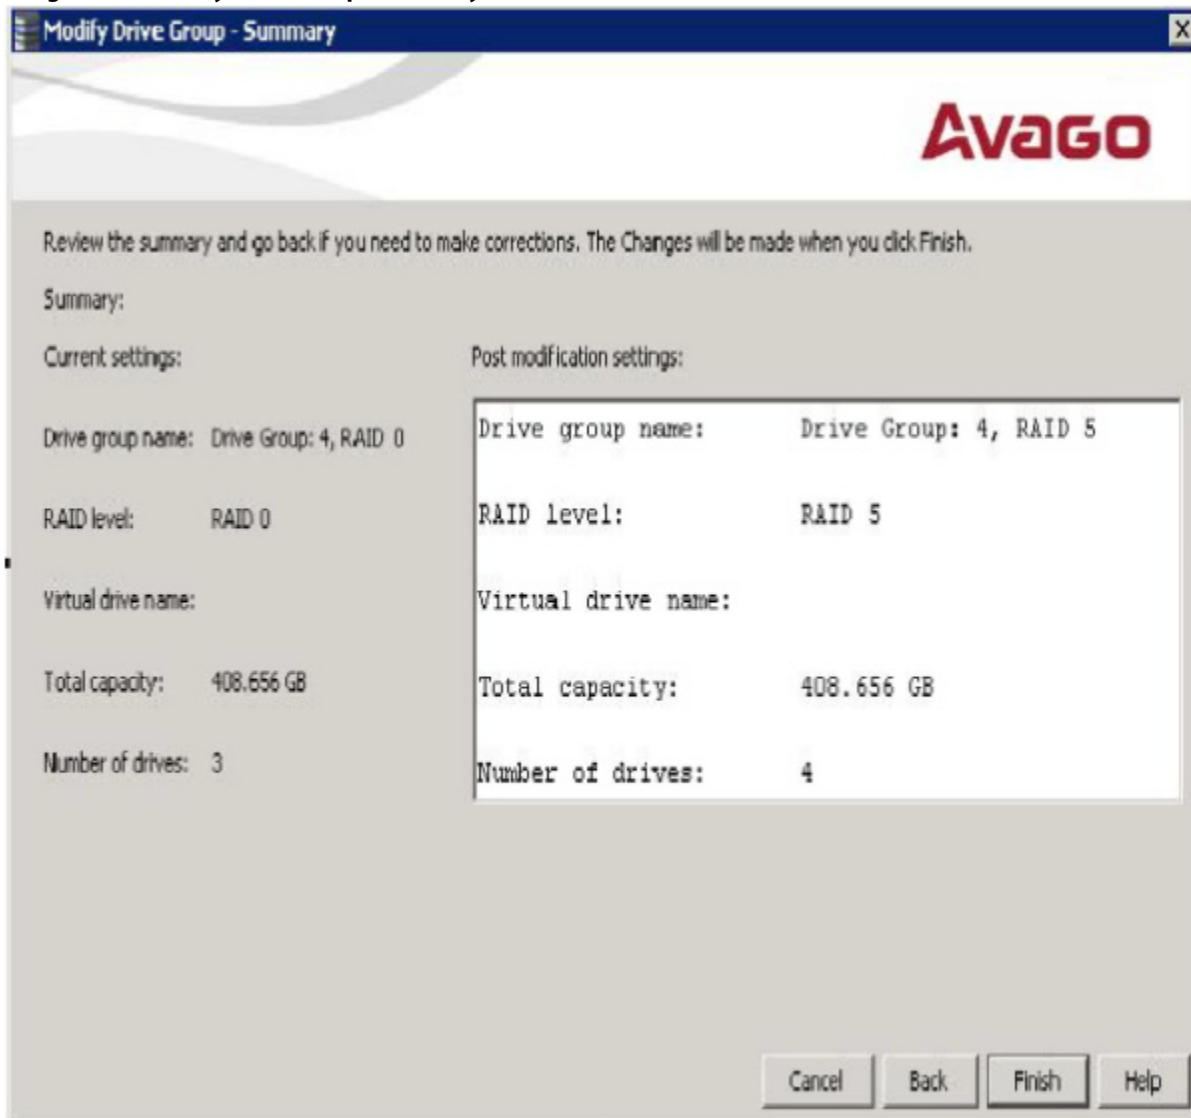 Modify Drive Group - Summary
X
Avago
Review the summary and go back if you need to make corrections. The Changes will be made when you click Finish.
Summary:
Current settings:
Drive group name: Drive Group: 4, RAID 0
RAID level: RAID 0
Virtual drive name:
Total capacity: 408.656 GB
Number of drives: 3
Post modification settings:
Drive group name: Drive Group: 4, RAID 5
RAID level: RAID 5
Virtual drive name:
Total capacity: 408.656 GB
Number of drives: 4
Cancel Back Finish Help